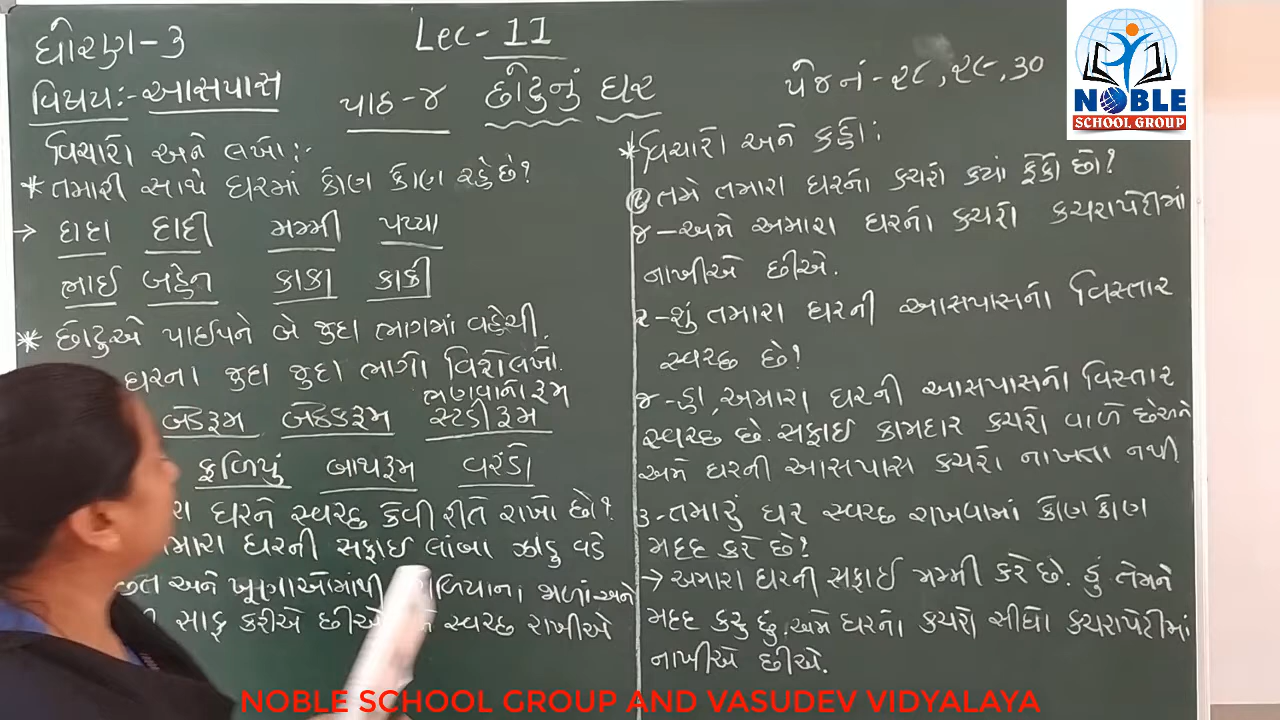 ધોરણ-૩
Lec-11
વિષય:-આસપાસ
પાઠ-૪ છોટુનું ઘર
પેજ નં-૨૮,૨૯,૩૦
NOBLE
SCHOOL GROUP
વિચારો અને લખો:-
* તમારી સાથે ઘરમાં કોણ કોણ રહે છે?
→ દાદા દાદી મમ્મી પપ્પા
ભાઈ બહેન કાકા કાકી
* છોટુએ પાઈપને બે જુદા ભાગમાં વહેચી.
ઘરના જુદા જુદા ભાગો વિશે લખો.
ભણવાનો રૂમ
બેડરૂમ બેઠકરૂમ સ્ટડીરૂમ
ફળિયું બાથરૂમ વરંડો
ઘરને સ્વચ્છ કેવી રીતે રાખો છો?
ઘરની સફાઈ લાંબા ઝાડુ વડે
અને ખૂણાઓમાંથી જાળાં અને
સાફ કરીએ છીએ સ્વચ્છ રાખીએ
* વિચારો અને કહો:
તમે તમારા ઘરનો કચરો ક્યાં ફેંકો છો?
જ-અમે અમારા ઘરનો કચરો કચરાપેટીમાં
નાખીએ છીએ.
૨-શું તમારા ઘરની આસપાસનો વિસ્તાર
સ્વચ્છ છે?
જ-હા, અમારા ઘરની આસપાસનો વિસ્તાર
સ્વચ્છ છે. સફાઈ કામદાર કચરો વાળે છે અને
અમે ઘરની આસપાસ કચરો નાખતા નથી
૩-તમારું ઘર સ્વચ્છ રાખવામાં કોણ કોણ
મદદ કરે છે?
→ અમારા ઘરની સફાઈ મમ્મી કરે છે. હું તેમને
મદદ કરું છું. અમે ઘરનો કચરો સીધો કચરાપેટીમાં
નાખીએ છીએ.
NOBLE SCHOOL GROUP AND VASUDEV VIDYALAYA